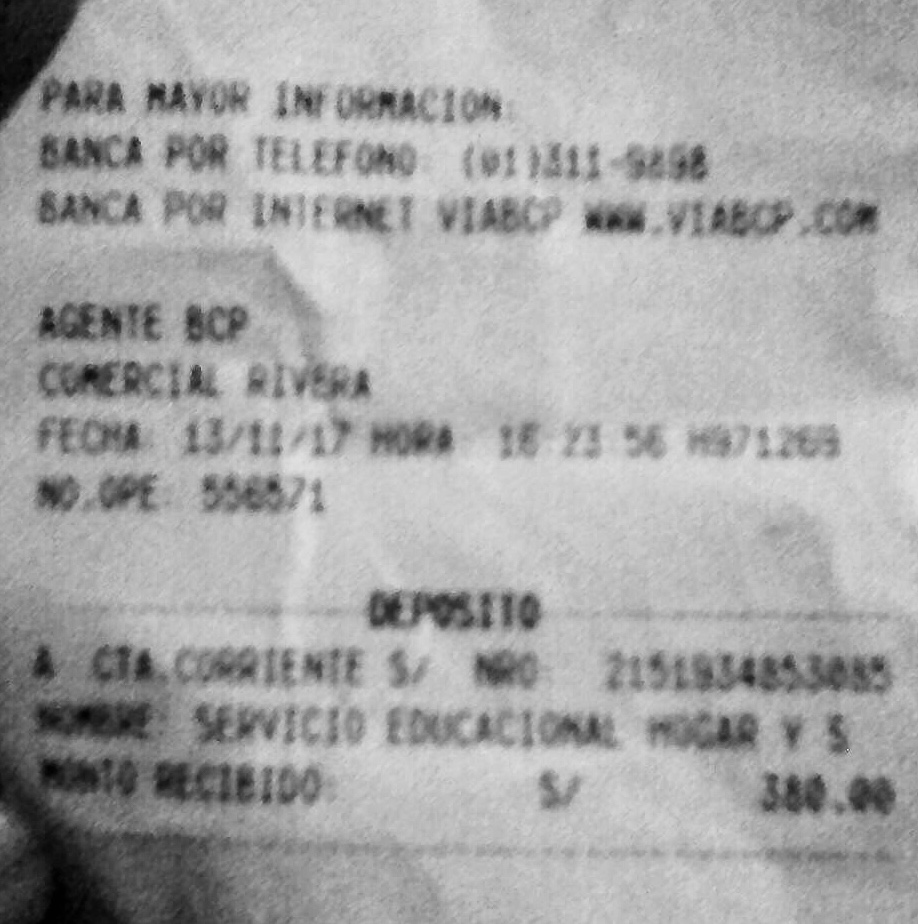 PARA MAYOR INFORMACION:
BANCA POR TELEFONO: (01)311-9898
BANCA POR INTERNET VIABCP WWW.VIABCP.COM
AGENTE BCP
COMERCIAL RIVERA
FECHA: 13/11/17 HORA: 16:23:56 H971269
NO.OPE: 556571
DEPOSITO
A CTA.CORRIENTE S/ NRO: 2151934853085
NOMBRE: SERVICIO EDUCACIONAL HOGAR Y S
MONTO RECIBIDO: S/ 380.00